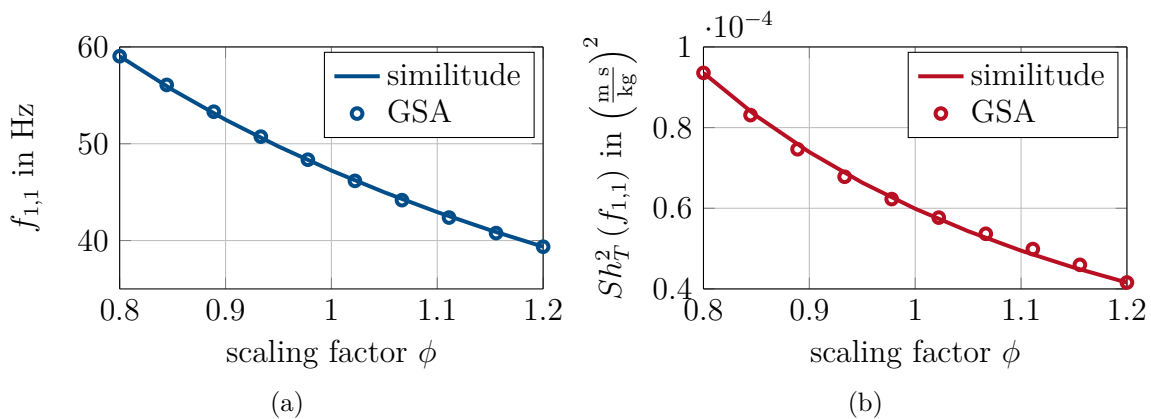 60
50
40
f1,1 in Hz
0.8 0.9 1 1.1 1.2
scaling factor ϕ
similitude
GSA
(a)
·10−4
1
0.8
0.6
0.4
Sh2T (f1,1) in (m s/kg)2
0.8 0.9 1 1.1 1.2
scaling factor ϕ
similitude
GSA
(b)